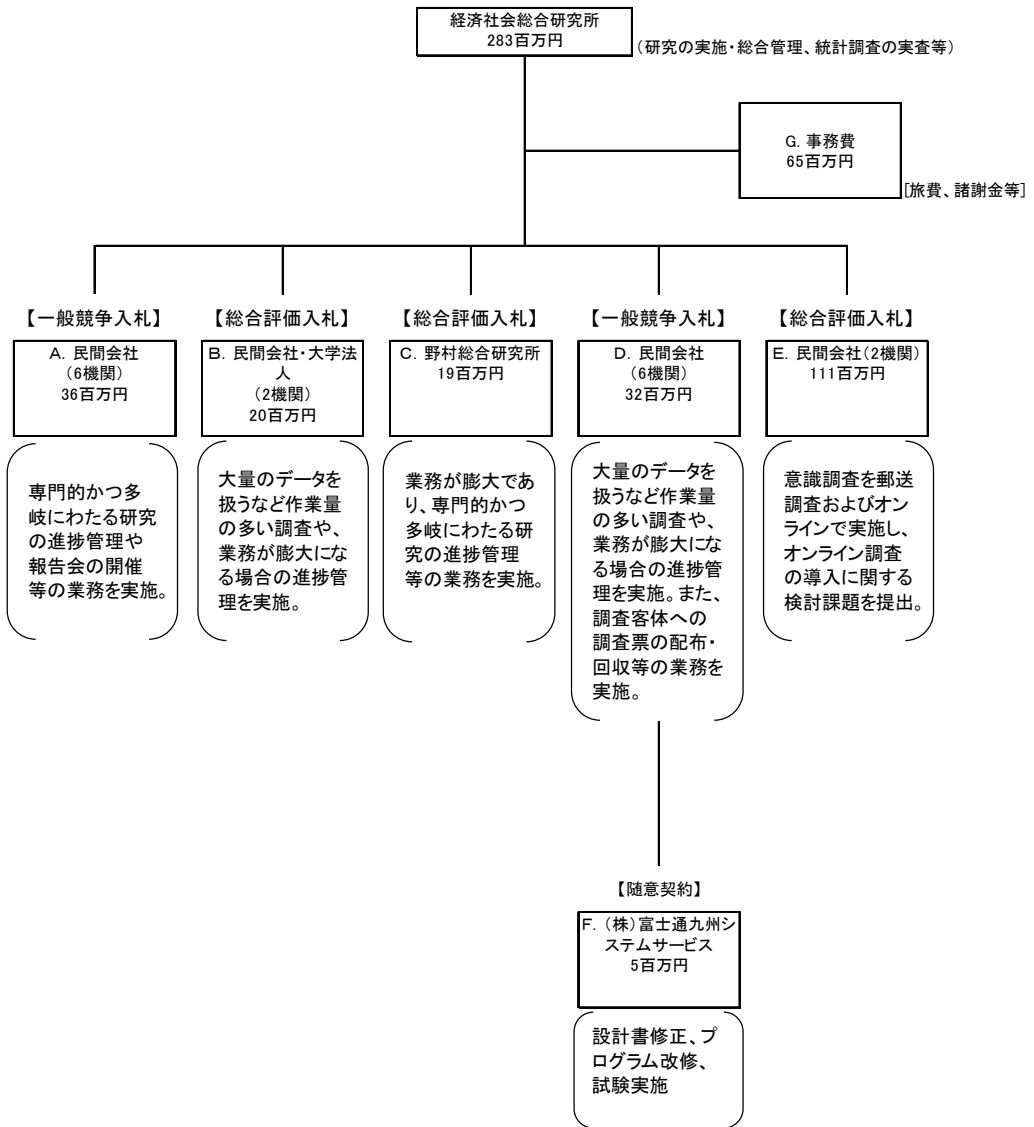 経済社会総合研究所
283百万円
(研究の実施・総合管理、統計調査の実査等)
G. 事務費
65百万円
[旅費、諸謝金等]
【一般競争入札】
A. 民間会社
(6機関)
36百万円
専門的かつ多
岐にわたる研究
の進捗管理や
報告会の開催
等の業務を実施。
【総合評価入札】
B. 民間会社・大学法
人
(2機関)
20百万円
大量のデータを
扱うなど作業量
の多い調査や、
業務が膨大にな
る場合の進捗管
理を実施。
【総合評価入札】
C. 野村総合研究所
19百万円
業務が膨大であ
り、専門的かつ
多岐にわたる研
究の進捗管理
等の業務を実施。
【一般競争入札】
D. 民間会社
(6機関)
32百万円
大量のデータを
扱うなど作業量
の多い調査や、
業務が膨大にな
る場合の進捗管
理を実施。また、
調査客体への
調査票の配布・
回収等の業務を
実施。
【総合評価入札】
E. 民間会社(2機関)
111百万円
意識調査を郵送
調査およびオン
ラインで実施し、
オンライン調査
の導入に関する
検討課題を提出。
【随意契約】
F. (株)富士通九州シ
ステムサービス
5百万円
設計書修正、プ
ログラム改修、
試験実施